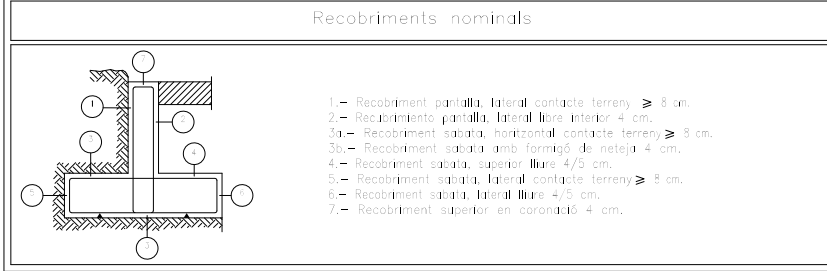 Recobriments nominals
7
1
2
3
4
5
6
3
1.- Recobriment pantalla, lateral contacte terreny ≥ 8 cm.
2.- Recubrimiento pantalla, lateral libre interior 4 cm.
3a.- Recobriment sabata, horitzontal contacte terreny ≥ 8 cm.
3b.- Recobriment sabata amb formigó de neteja 4 cm.
4.- Recobriment sabata, superior lliure 4/5 cm.
5.- Recobriment sabata, lateral contacte terreny ≥ 8 cm.
6.- Recobriment sabata, lateral lliure 4/5 cm.
7.- Recobriment superior en coronació 4 cm.